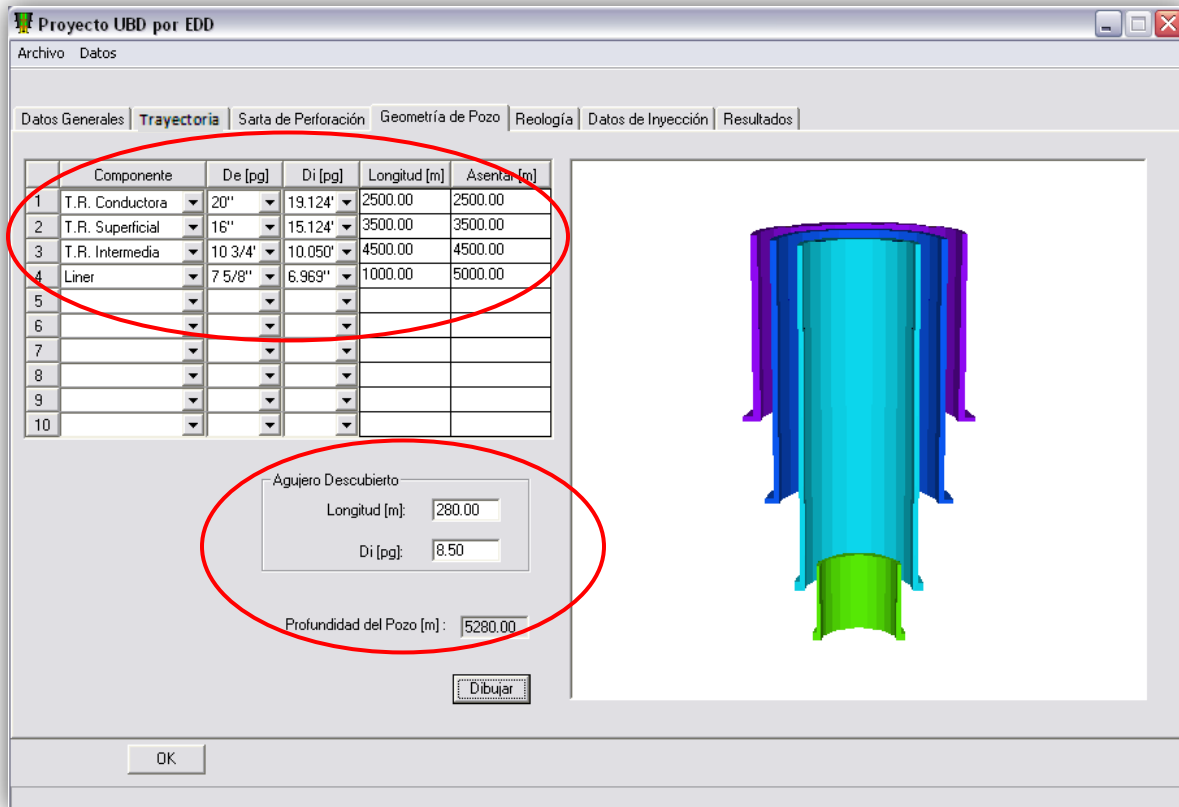 Proyecto UBD por EDD
Archivo Datos
Datos Generales Trayectoria Sarta de Perforación Geometría de Pozo Reología Datos de Inyección Resultados
Componente De [pg] Di [pg] Longitud [m] Asentar [m]
1 T.R. Conductora 20" 19.124' 2500.00 2500.00
2 T.R. Superficial 16" 15.124' 3500.00 3500.00
3 T.R. Intermedia 10 3/4' 10.050' 4500.00 4500.00
4 Liner 7 5/8" 6.969" 1000.00 5000.00
5
6
7
8
9
10
Agujero Descubierto
Longitud [m]: 280.00
Di [pg]: 8.50
Profundidad del Pozo [m] : 5280.00
Dibujar
OK